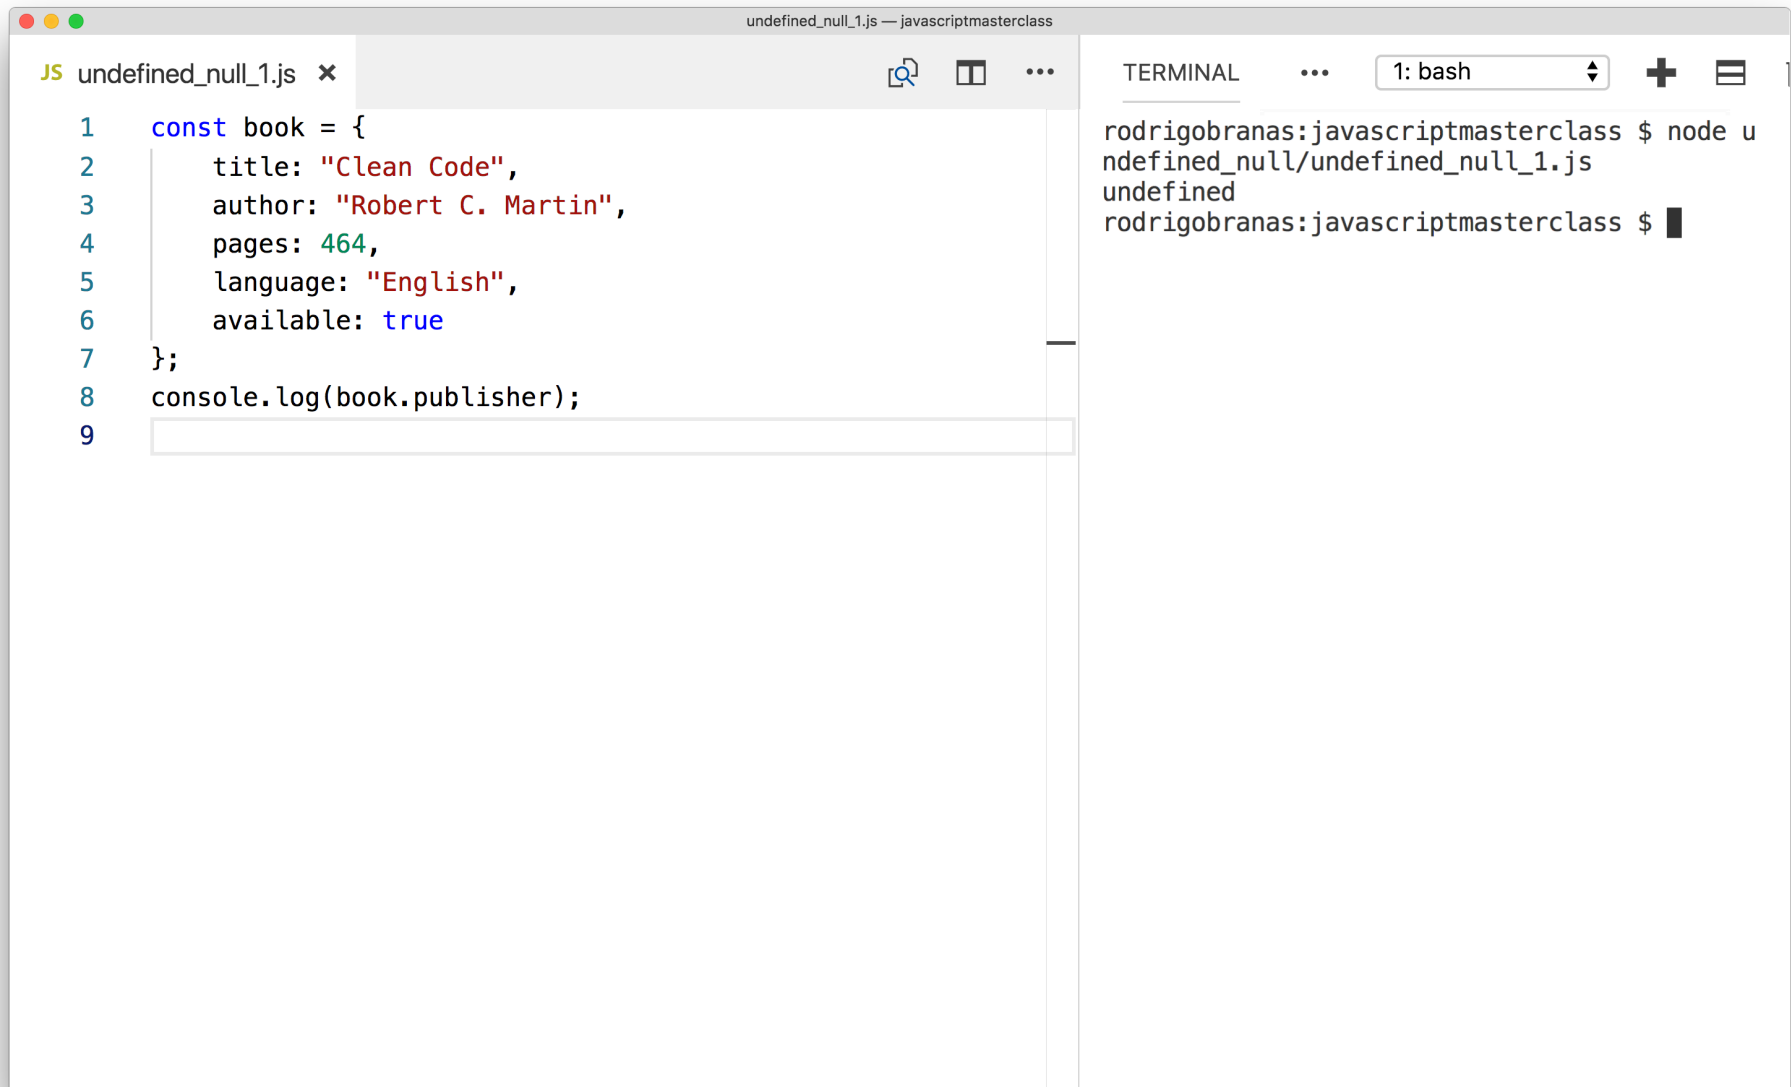 undefined_null_1.js — javascriptmasterclass
JS undefined_null_1.js
TERMINAL
1: bash
1 const book = {
2 title: "Clean Code",
3 author: "Robert C. Martin",
4 pages: 464,
5 language: "English",
6 available: true
7 };
8 console.log(book.publisher);
9
rodrigobranas:javascriptmasterclass $ node u
ndefined_null/undefined_null_1.js
undefined
rodrigobranas:javascriptmasterclass $